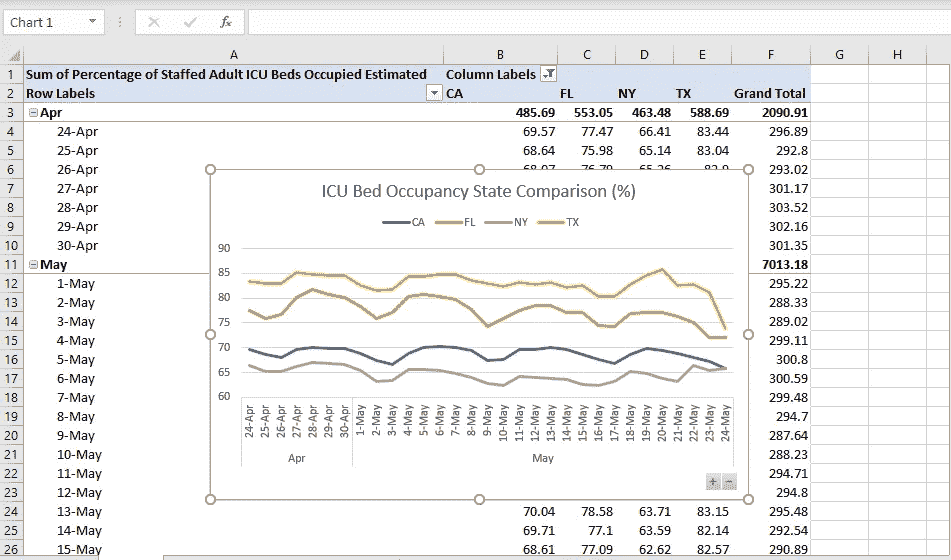 Chart 1 fx
A B C D E F G H
1 Sum of Percentage of Staffed Adult ICU Beds Occupied Estimated Column Labels
2 Row Labels CA FL NY TX Grand Total
3 Apr 485.69 553.05 463.48 588.69 2090.91
4 24-Apr 69.57 77.47 66.41 83.44 296.89
5 25-Apr 68.64 75.98 65.14 83.04 292.8
6 26-Apr 293.02
7 27-Apr 301.17
8 28-Apr 303.52
9 29-Apr 302.16
10 30-Apr 301.35
11 May 7013.18
12 1-May 295.22
13 2-May 288.33
14 3-May 289.02
15 4-May 299.11
16 5-May 300.8
17 6-May 300.59
18 7-May 299.48
19 8-May 294.7
20 9-May 287.64
21 10-May 288.23
22 11-May 294.71
23 12-May 294.8
24 13-May 70.04 78.58 63.71 83.15 295.48
25 14-May 69.71 77.1 63.59 82.14 292.54
26 15-May 68.61 77.09 62.62 82.57 290.89
ICU Bed Occupancy State Comparison (%)
CA FL NY TX
90
85
80
75
70
65
60
24-Apr 25-Apr 26-Apr 27-Apr 28-Apr 29-Apr 30-Apr 1-May 2-May 3-May 4-May 5-May 6-May 7-May 8-May 9-May 10-May 11-May 12-May 13-May 14-May 15-May 16-May 17-May 18-May 19-May 20-May 21-May 22-May 23-May 24-May
Apr May
+ −